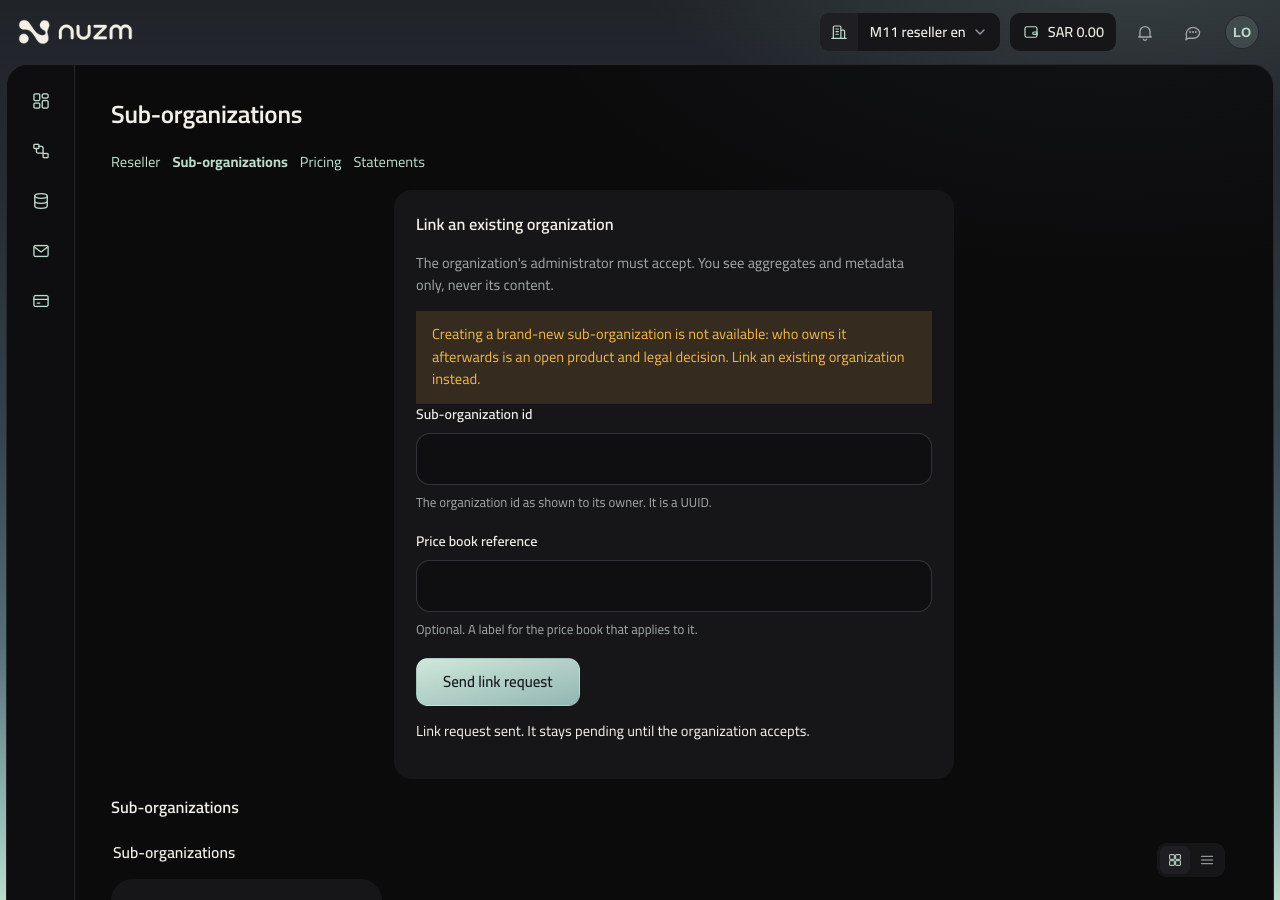 nuzm
M11 reseller en
SAR 0.00
LO
Sub-organizations
Reseller Sub-organizations Pricing Statements
Link an existing organization
The organization's administrator must accept. You see aggregates and metadata
only, never its content.
Creating a brand-new sub-organization is not available: who owns it
afterwards is an open product and legal decision. Link an existing organization
instead.
Sub-organization id
The organization id as shown to its owner. It is a UUID.
Price book reference
Optional. A label for the price book that applies to it.
Send link request
Link request sent. It stays pending until the organization accepts.
Sub-organizations
Sub-organizations